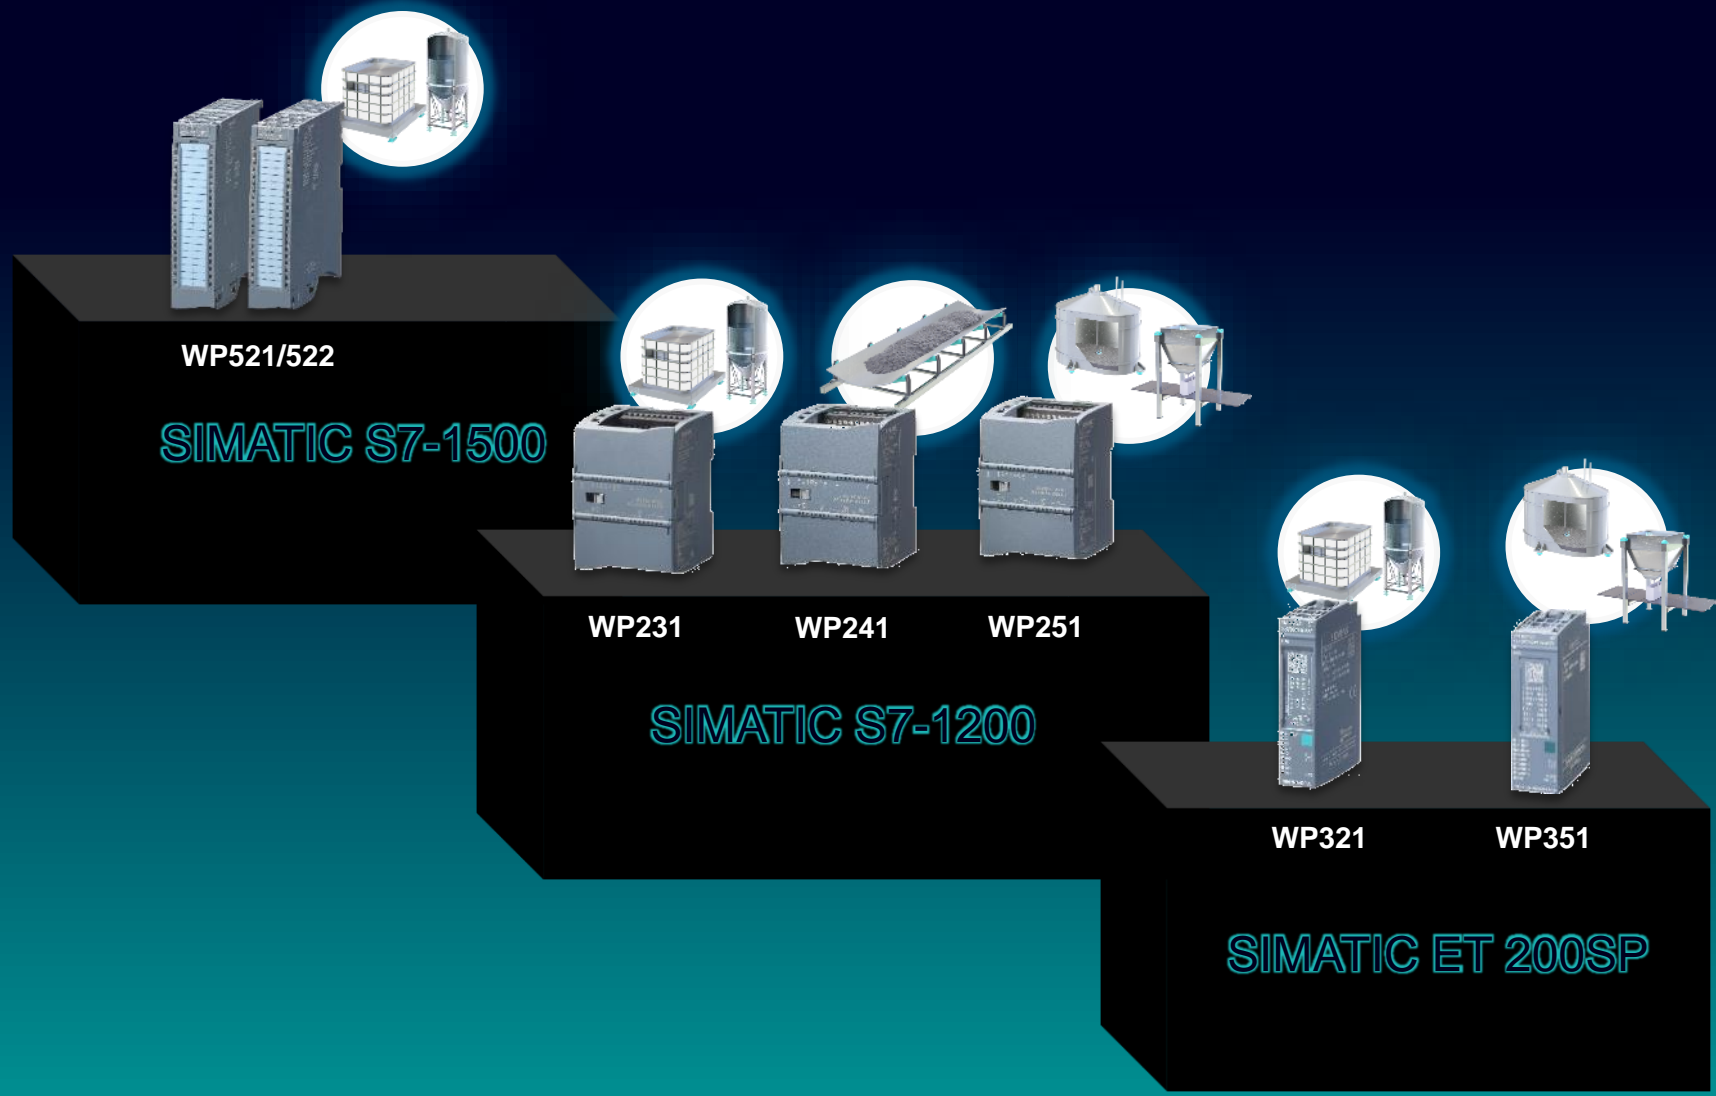 WP521/522
SIMATIC S7-1500
WP231
WP241
WP251
SIMATIC S7-1200
WP321
WP351
SIMATIC ET 200SP